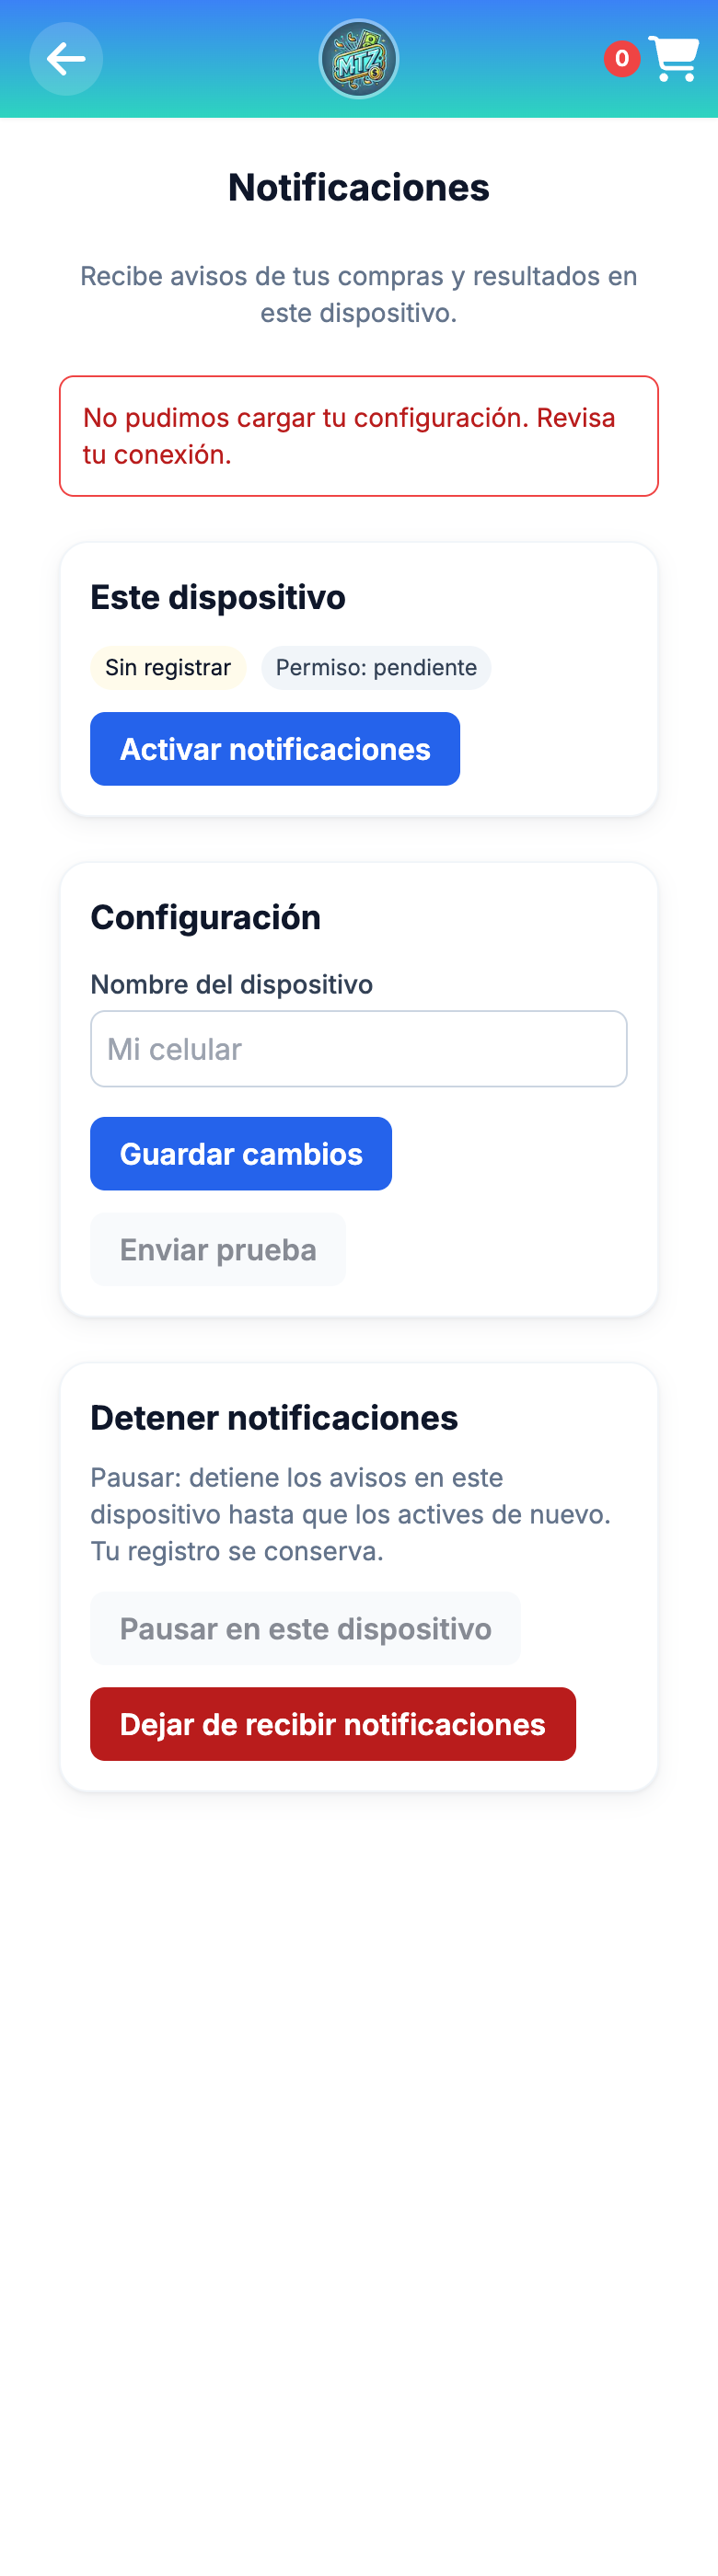 MTZ
0
Notificaciones
Recibe avisos de tus compras y resultados en
este dispositivo.
No pudimos cargar tu configuración. Revisa
tu conexión.
Este dispositivo
Sin registrar
Permiso: pendiente
Activar notificaciones
Configuración
Nombre del dispositivo
Mi celular
Guardar cambios
Enviar prueba
Detener notificaciones
Pausar: detiene los avisos en este
dispositivo hasta que los actives de nuevo.
Tu registro se conserva.
Pausar en este dispositivo
Dejar de recibir notificaciones